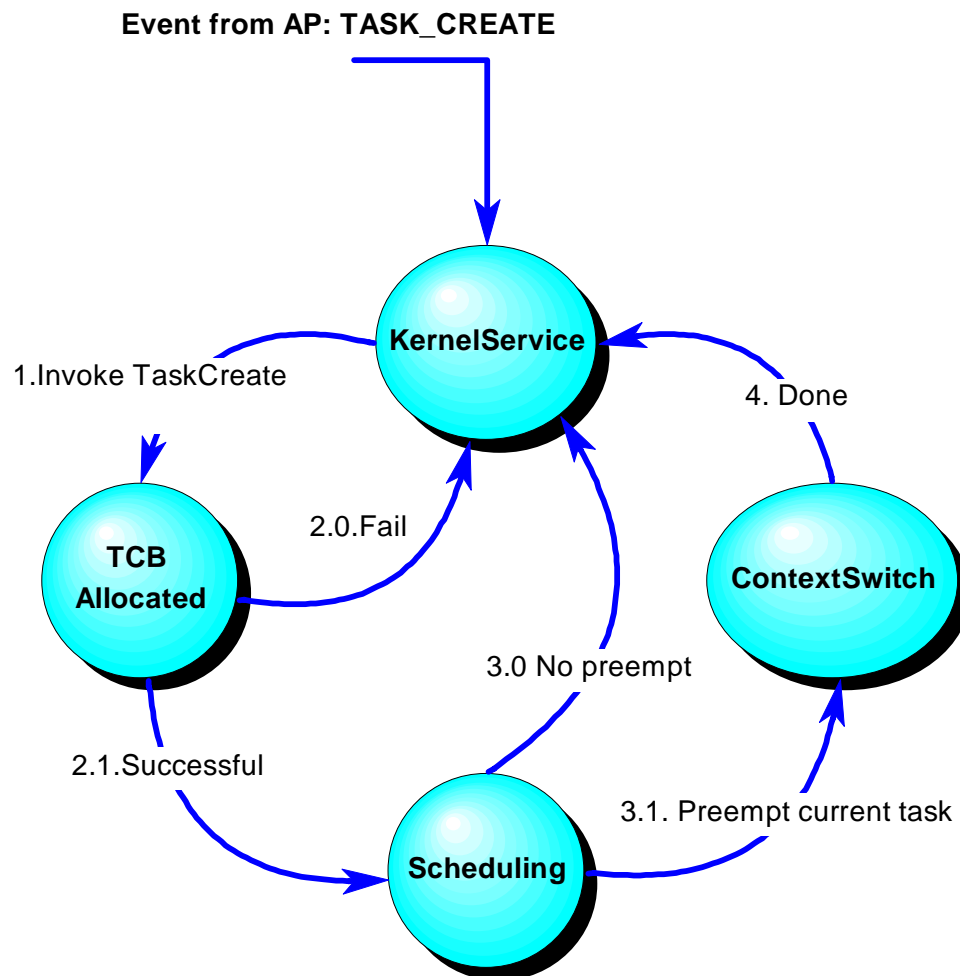 Event from AP: TASK_CREATE
KernelService
1.Invoke TaskCreate
4. Done
2.0.Fail
TCB
Allocated
ContextSwitch
3.0 No preempt
2.1.Successful
3.1. Preempt current task
Scheduling